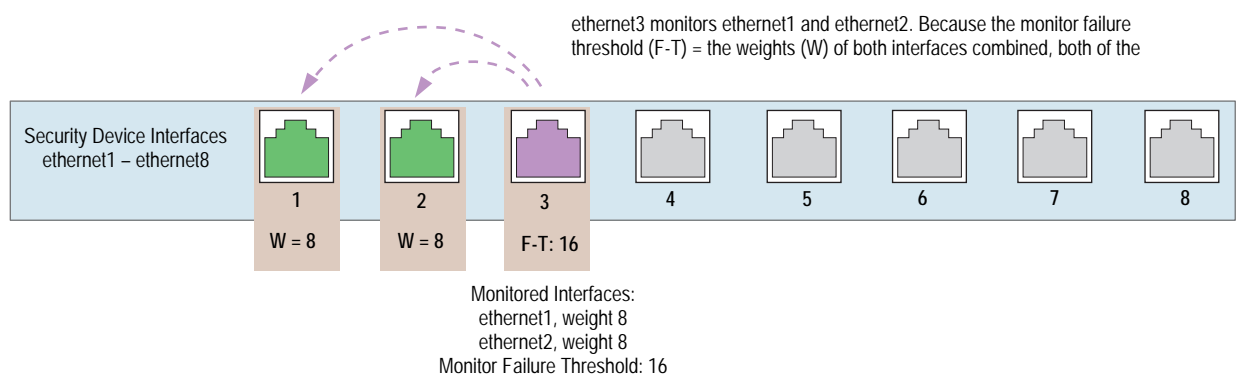 ethernet3 monitors ethernet1 and ethernet2. Because the monitor failure
threshold (F-T) = the weights (W) of both interfaces combined, both of the
Security Device Interfaces
ethernet1 – ethernet8
1
2
3
4
5
6
7
8
W = 8
W = 8
F-T: 16
Monitored Interfaces:
ethernet1, weight 8
ethernet2, weight 8
Monitor Failure Threshold: 16